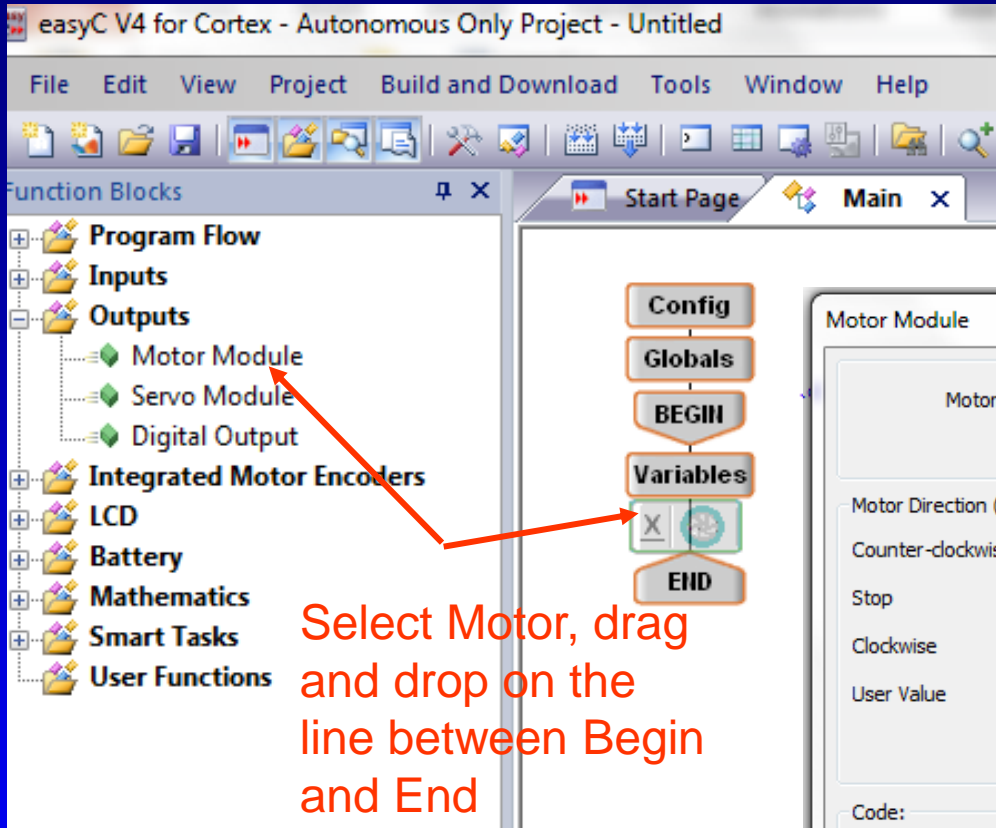 easyC V4 for Cortex - Autonomous Only Project - Untitled
File Edit View Project Build and Download Tools Window Help
Function Blocks
Start Page Main
Program Flow
Inputs
Outputs
Motor Module
Servo Module
Digital Output
Integrated Motor Encoders
LCD
Battery
Mathematics
Smart Tasks
User Functions
Config
Globals
BEGIN
Variables
X
END
Select Motor, drag
and drop on the
line between Begin
and End
Motor Module
Motor
Motor Direction (
Counter-clockwis
Stop
Clockwise
User Value
Code: